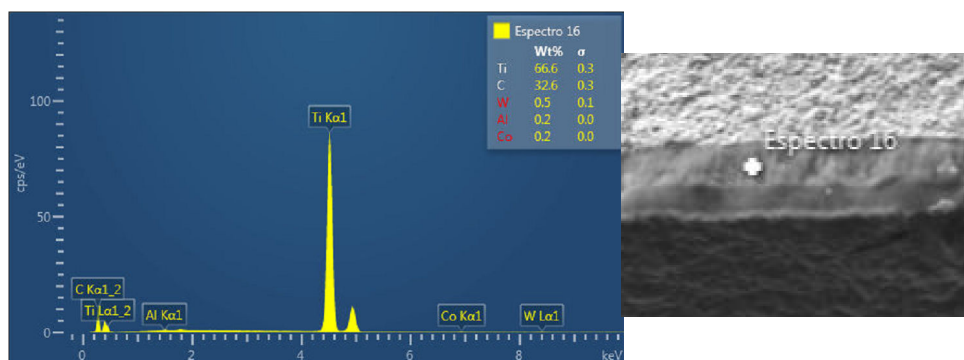 Espectro 16
Wt% σ
Ti 66.6 0.3
C 32.6 0.3
W 0.5 0.1
Al 0.2 0.0
Co 0.2 0.0
100
Ti Kα1
cps/eV
50
C Kα1_2
Ti Lα1_2
Al Kα1
Co Kα1
W Lα1
0
0 2 4 6 8 keV
Espectro 16